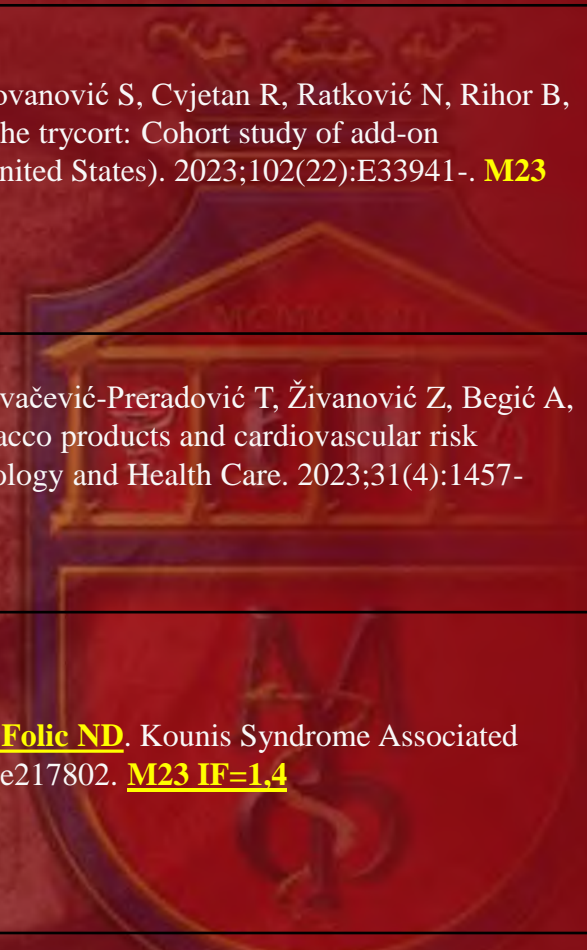 ovanović S, Cvjetan R, Ratković N, Rihor B,
he trycort: Cohort study of add-on
nited States). 2023;102(22):E33941-. M23
vačević-Preradović T, Živanović Z, Begić A,
acco products and cardiovascular risk
ology and Health Care. 2023;31(4):1457-
Folic ND. Kounis Syndrome Associated
e217802. M23 IF=1,4